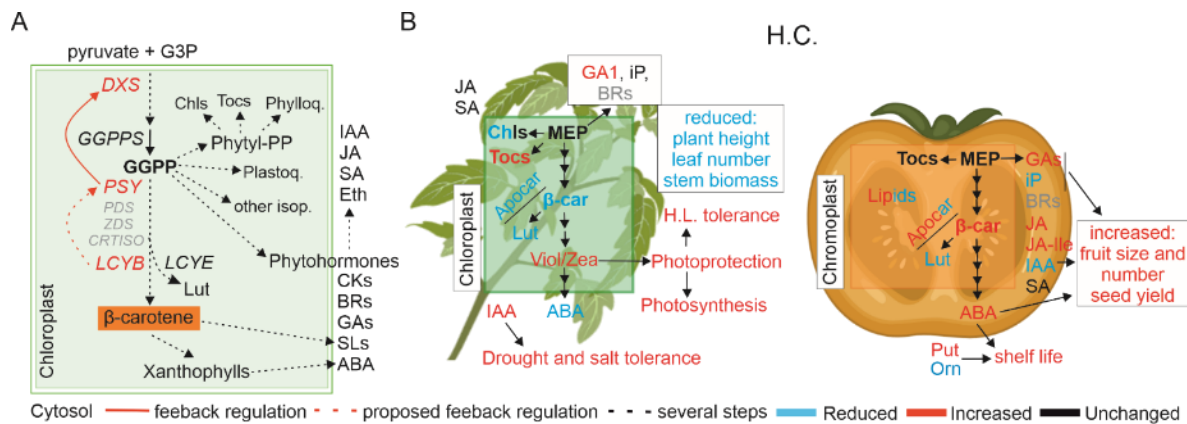 A
pyruvate + G3P
DXS
GGPPS
GGPP
PSY
PDS
ZDS
CRTISO
LCYB
LCYE
Lut
β-carotene
Xanthophylls
Chls
Tocs
Phylloq.
Phytyl-PP
Plastoq.
other isop.
Phytohormones
IAA
JA
SA
Eth
CKs
BRs
GAs
SLs
ABA
Chloroplast
B
JA
SA
GA1, iP,
BRs
reduced:
plant height
leaf number
stem biomass
Chls
MEP
Tocs
Apocar
β-car
Lut
Viol/Zea
ABA
IAA
Chloroplast
H.L. tolerance
Photoprotection
Photosynthesis
Drought and salt tolerance
H.C.
Tocs
MEP
GAs
iP
BRs
Lipids
Apocar
β-car
Lut
JA
JA-Ile
IAA
SA
ABA
Chromoplast
increased:
fruit size and
number
seed yield
Put
Orn
shelf life
Cytosol
feeback regulation
proposed feeback regulation
several steps
Reduced
Increased
Unchanged